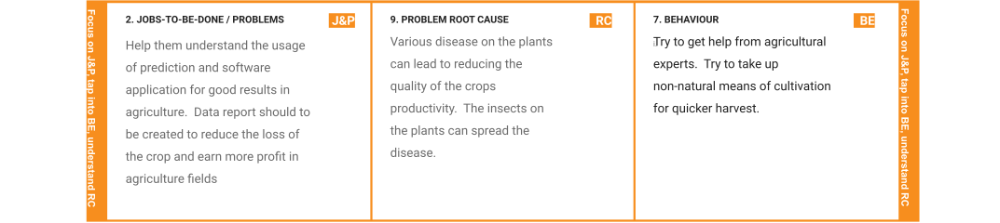 Focus on J&P, tap into BE, understand RC
2. JOBS-TO-BE-DONE / PROBLEMS
J&P
Help them understand the usage
of prediction and software
application for good results in
agriculture.  Data report should to
be created to reduce the loss of
the crop and earn more profit in
agriculture fields
9. PROBLEM ROOT CAUSE
RC
Various disease on the plants
can lead to reducing the
quality of the crops
productivity.  The insects on
the plants can spread the
disease.
7. BEHAVIOUR
BE
Try to get help from agricultural
experts.  Try to take up
non-natural means of cultivation
for quicker harvest.
Focus on J&P, tap into BE, understand RC